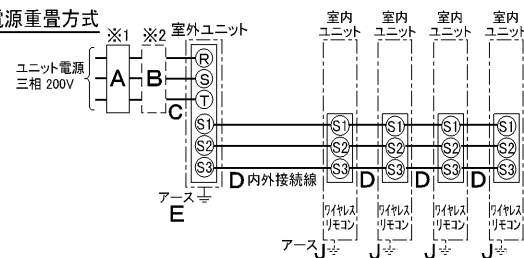 電源重畳方式
※1 ※2 室外ユニット
室内ユニット 室内ユニット 室内ユニット 室内ユニット
ユニット電源
三相 200V
A B
R
S
T
C
S1 S1 S1 S1 S1
S2 S2 S2 S2 S2
S3 S3 S3 S3 S3
D 内外接続線 D D D
アース
E
ワイヤレスリモコン ワイヤレスリモコン ワイヤレスリモコン ワイヤレスリモコン
アース J J J J